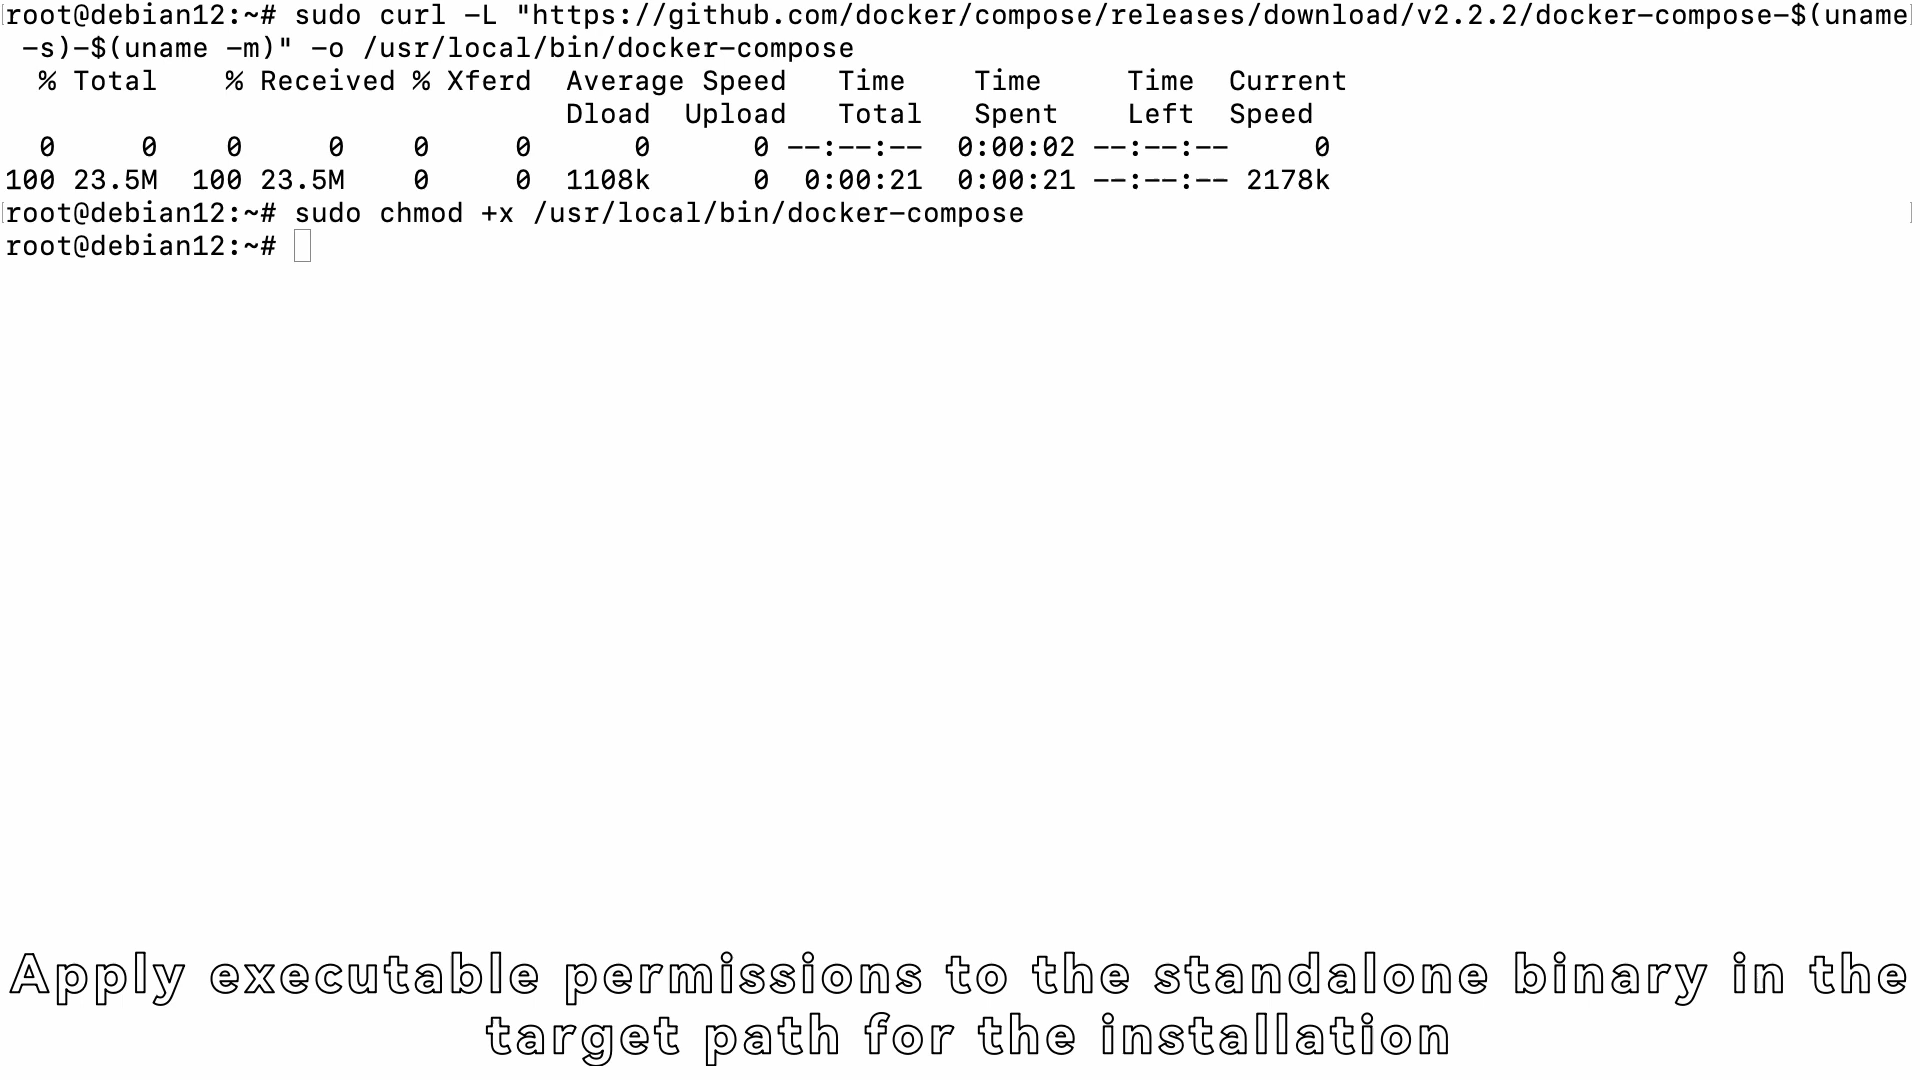 root@debian12:~# sudo curl -L "https://github.com/docker/compose/releases/download/v2.2.2/docker-compose-$(uname
-s)-$(uname -m)" -o /usr/local/bin/docker-compose
% Total % Received % Xferd Average Speed Time Time Time Current
Dload Upload Total Spent Left Speed
0 0 0 0 0 0 0 0 --:--:-- 0:00:02 --:--:-- 0
100 23.5M 100 23.5M 0 0 1108k 0 0:00:21 0:00:21 --:--:-- 2178k
root@debian12:~# sudo chmod +x /usr/local/bin/docker-compose
root@debian12:~#
Apply executable permissions to the standalone binary in the
target path for the installation